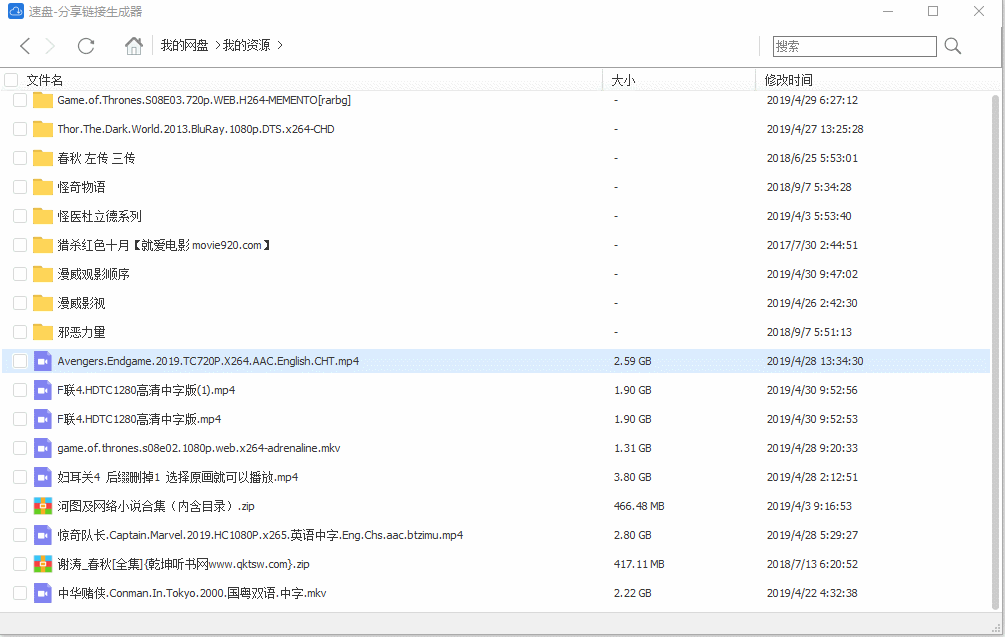 速盘-分享链接生成器
我的网盘 我的资源
搜索
文件名 大小 修改时间
Game.of.Thrones.S08E03.720p.WEB.H264-MEMENTO[rarbg] - 2019/4/29 6:27:12
Thor.The.Dark.World.2013.BluRay.1080p.DTS.x264-CHD - 2019/4/27 13:25:28
春秋 左传 三传 - 2018/6/25 5:53:01
怪奇物语 - 2018/9/7 5:34:28
怪医杜立德系列 - 2019/4/3 5:53:40
猎杀红色十月【就爱电影 movie920.com】 - 2017/7/30 2:44:51
漫威观影顺序 - 2019/4/30 9:47:02
漫威影视 - 2019/4/26 2:42:30
邪恶力量 - 2018/9/7 5:51:13
Avengers.Endgame.2019.TC720P.X264.AAC.English.CHT.mp4 2.59 GB 2019/4/28 13:34:30
F联4.HDTC1280高清中字版(1).mp4 1.90 GB 2019/4/30 9:52:56
F联4.HDTC1280高清中字版.mp4 1.90 GB 2019/4/30 9:52:53
game.of.thrones.s08e02.1080p.web.x264-adrenaline.mkv 1.31 GB 2019/4/28 9:20:33
妇耳关4 后缀删掉1 选择原画就可以播放.mp4 3.80 GB 2019/4/28 2:12:51
河图及网络小说合集（内含目录）.zip 466.48 MB 2019/4/3 9:16:53
惊奇队长.Captain.Marvel.2019.HC1080P.x265.英语中字.Eng.Chs.aac.btzimu.mp4 2.80 GB 2019/4/28 5:29:27
谢涛_春秋[全集]{乾坤听书网www.qktsw.com}.zip 417.11 MB 2018/7/13 6:20:52
中华赌侠.Conman.In.Tokyo.2000.国粤双语.中字.mkv 2.22 GB 2019/4/22 4:32:38